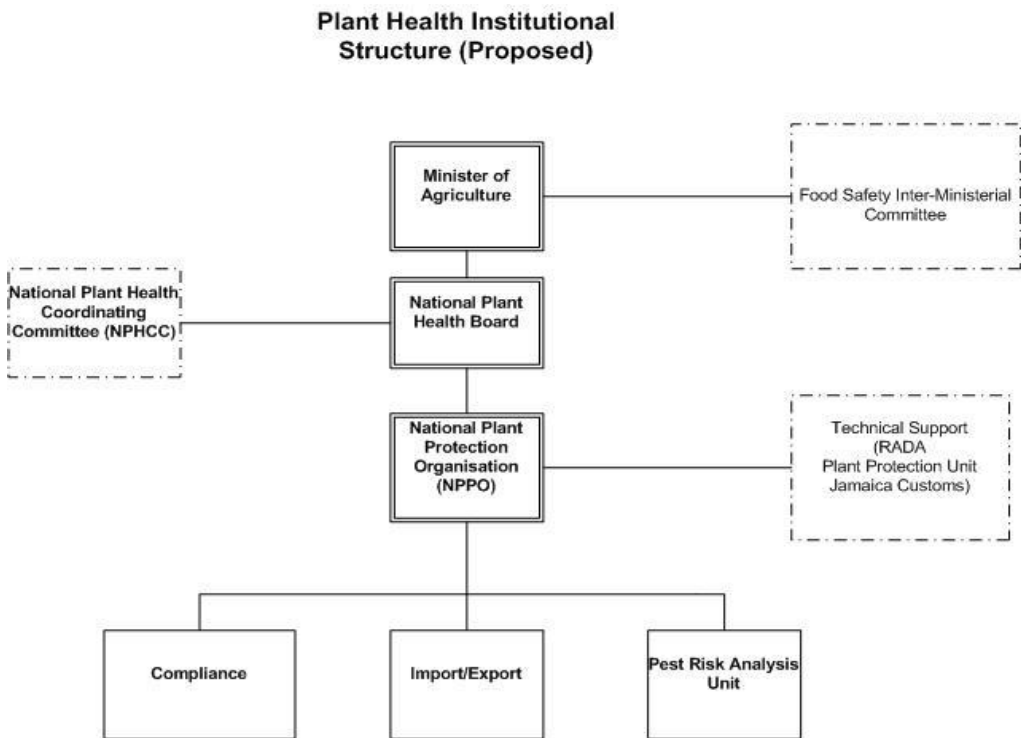 Plant Health Institutional
Structure (Proposed)
Minister of
Agriculture
Food Safety Inter-Ministerial
Committee
National Plant Health
Coordinating
Committee (NPHCC)
National Plant
Health Board
National Plant
Protection
Organisation
(NPPO)
Technical Support
(RADA
Plant Protection Unit
Jamaica Customs)
Compliance
Import/Export
Pest Risk Analysis
Unit